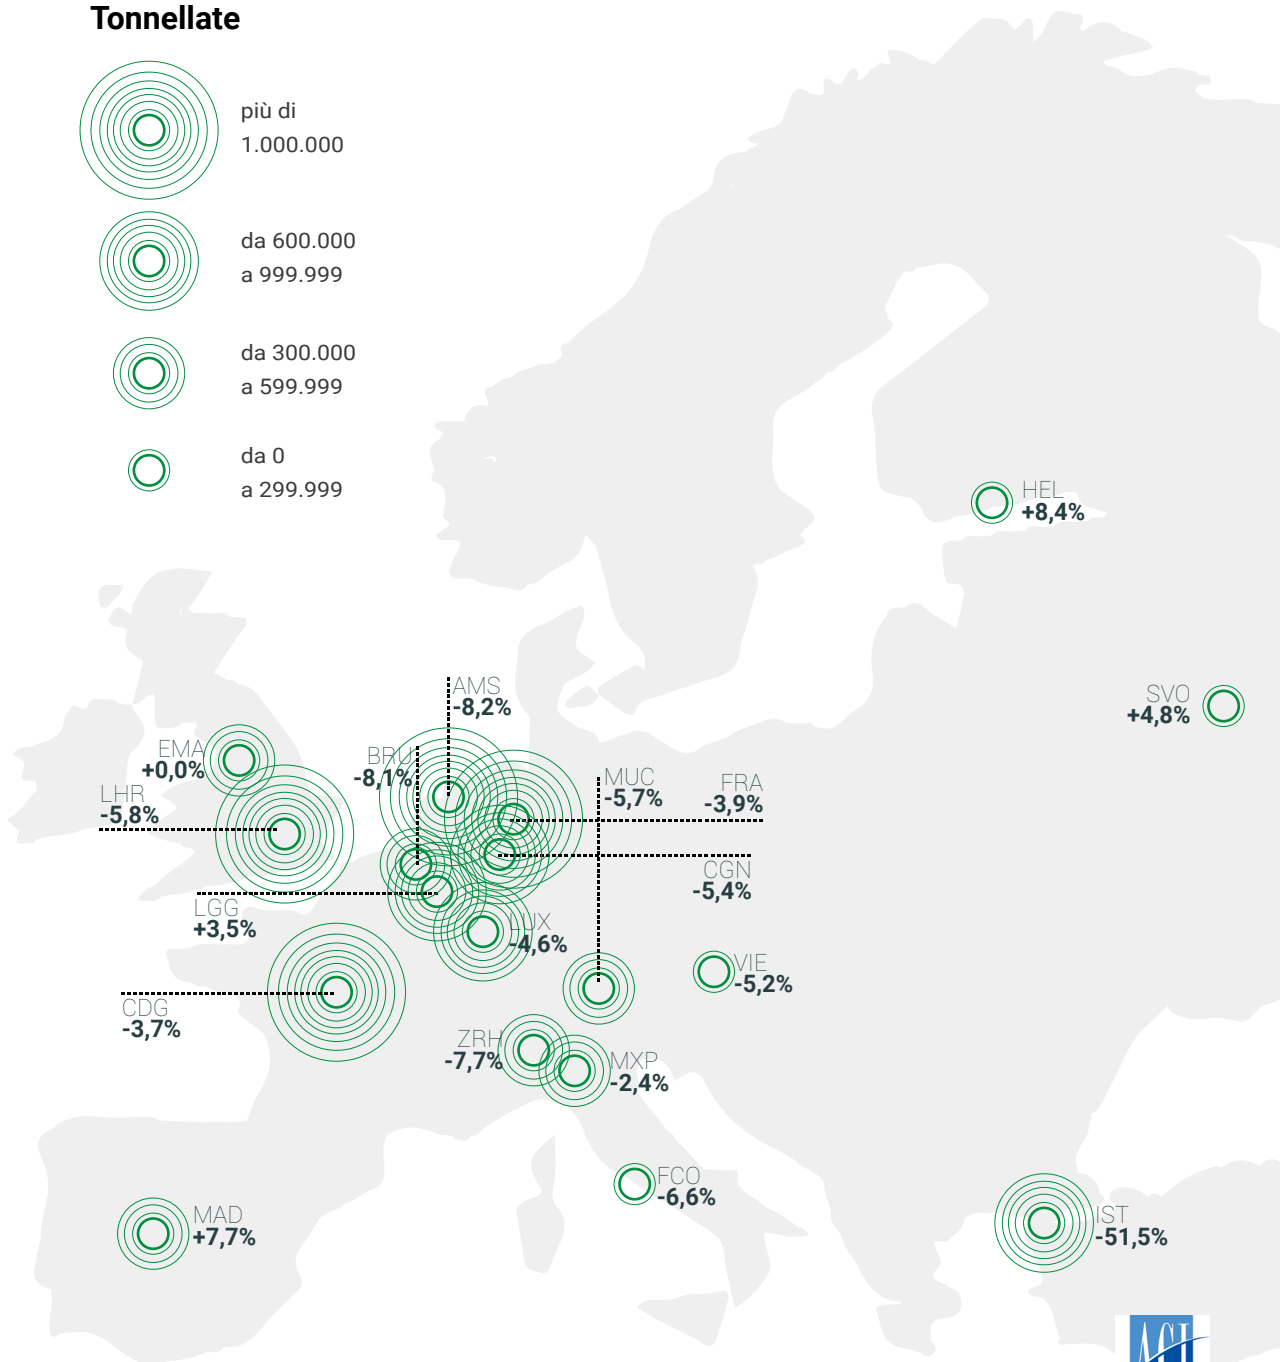 Tonnellate
più di
1.000.000
da 600.000
a 999.999
da 300.000
a 599.999
da 0
a 299.999
HEL
+8,4%
SVO
+4,8%
AMS
-8,2%
EMA
+0,0%
BRU
-8,1%
MUC
-5,7%
FRA
-3,9%
LHR
-5,8%
CGN
-5,4%
LGG
+3,5%
LUX
-4,6%
VIE
-5,2%
CDG
-3,7%
ZRH
-7,7%
MXP
-2,4%
FCO
-6,6%
MAD
+7,7%
IST
-51,5%
ACI